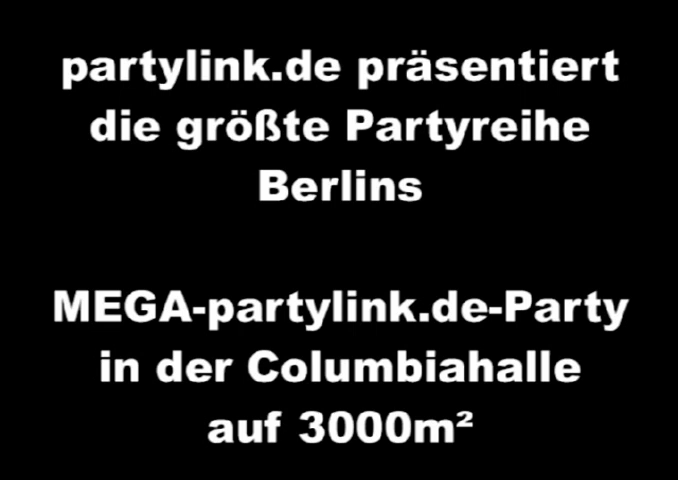 partylink.de präsentiert
die größte Partyreihe
Berlins
MEGA-partylink.de-Party
in der Columbiahalle
auf 3000m²